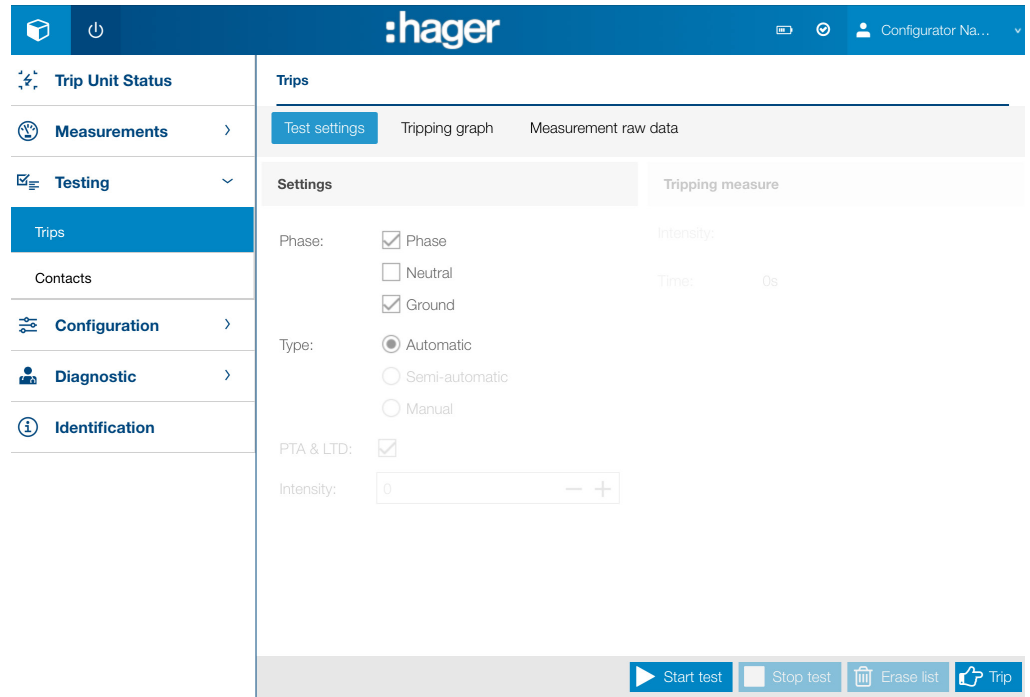 :hager
Configurator Na...
Trip Unit Status
Measurements
Testing
Trips
Contacts
Configuration
Diagnostic
Identification
Trips
Test settings Tripping graph Measurement raw data
Settings
Phase: Phase
Neutral
Ground
Type: Automatic
Semi-automatic
Manual
PTA & LTD:
Intensity: 0
Tripping measure
Intensity:
Time: 0s
Start test Stop test Erase list Trip